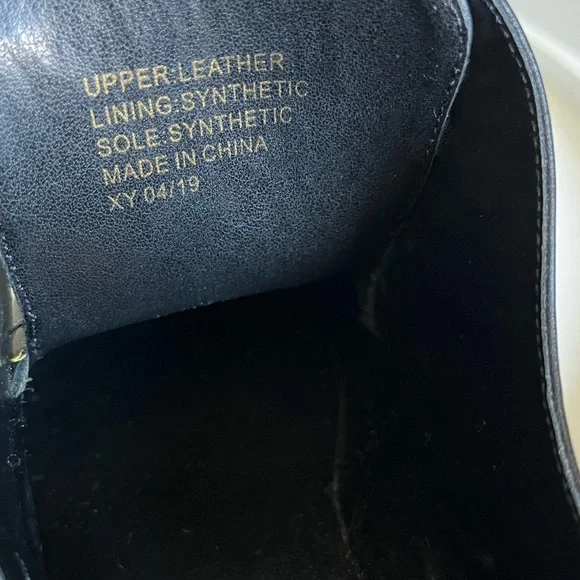 UPPER:LEATHER
LINING:SYNTHETIC
SOLE:SYNTHETIC
MADE IN CHINA
XY 04/19